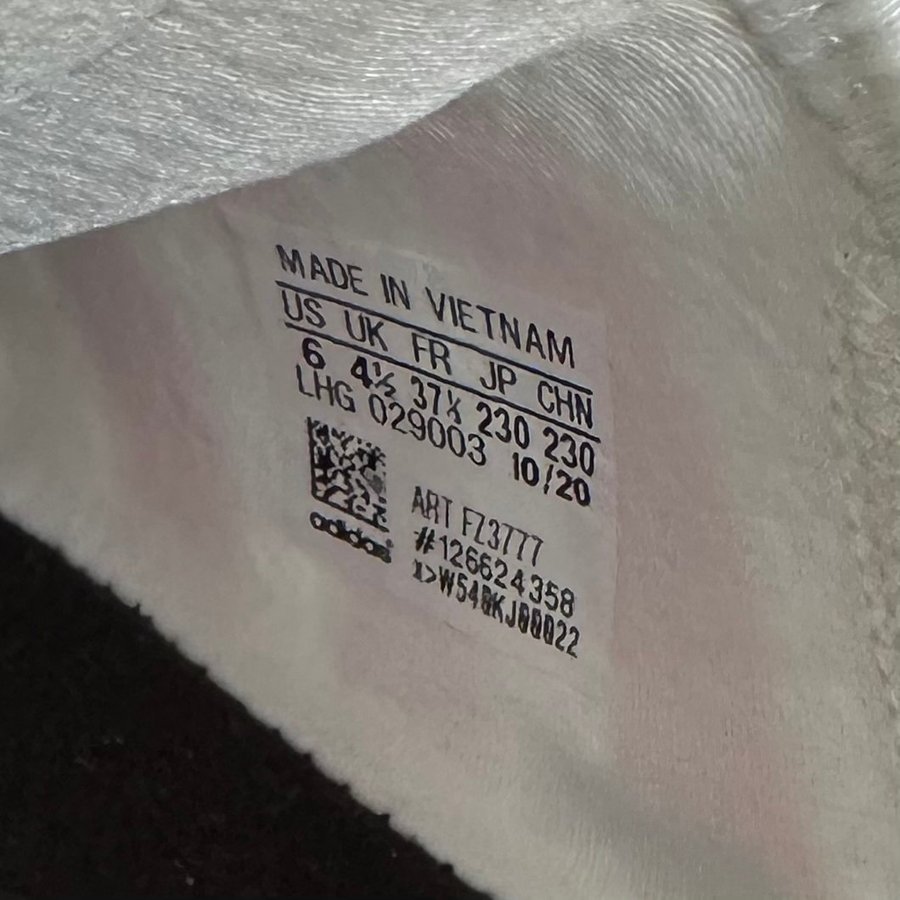 MADE IN VIETNAM
US UK FR JP CHN
6 4½ 37⅓ 230 230
LHG 029003 10/20
ART FZ3777
#126624358
adidas